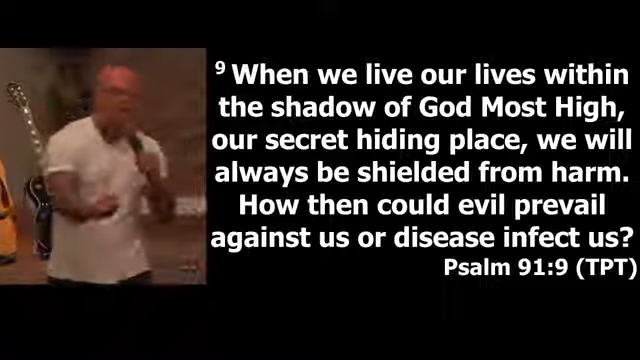 9 When we live our lives within
the shadow of God Most High,
our secret hiding place, we will
always be shielded from harm.
How then could evil prevail
against us or disease infect us?
Psalm 91:9 (TPT)